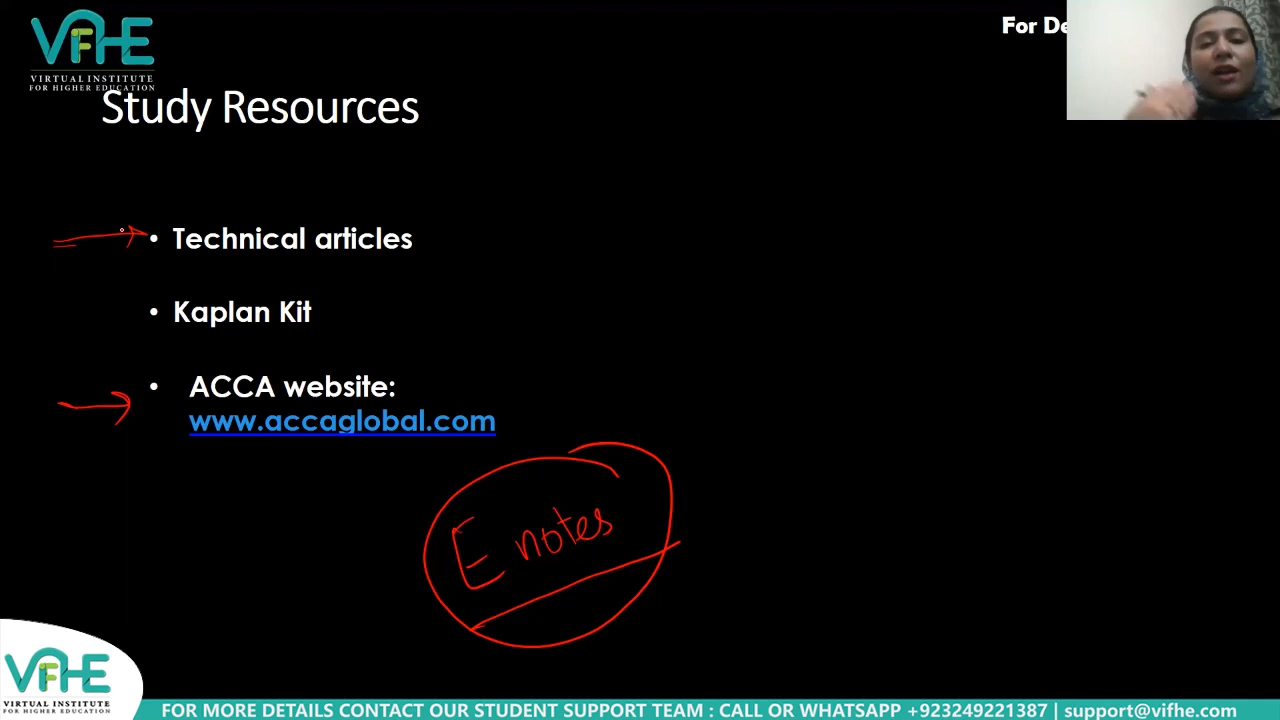 VIFHE
VIRTUAL INSTITUTE
FOR HIGHER EDUCATION
For De
Study Resources
• Technical articles
• Kaplan Kit
• ACCA website:
www.accaglobal.com
E notes
VIFHE
VIRTUAL INSTITUTE
FOR HIGHER EDUCATION
FOR MORE DETAILS CONTACT OUR STUDENT SUPPORT TEAM : CALL OR WHATSAPP +923249221387 | support@vifhe.com